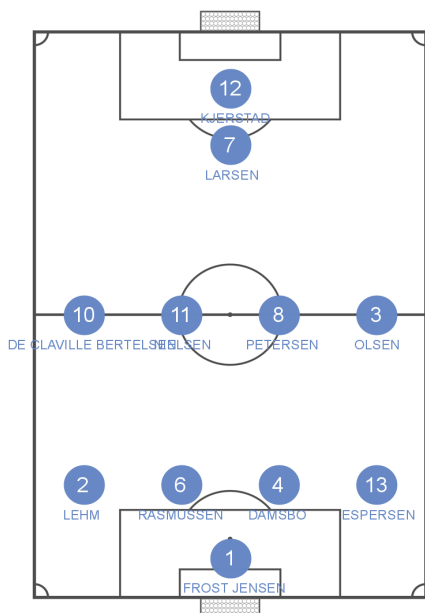 12
KJERSTAD
7
LARSEN
10 11 8 3
DE CLAVILLE BERTELSEN NIELSEN PETERSEN OLSEN
2 6 4 13
LEHM RASMUSSEN DAMSBO ESPERSEN
1
FROST JENSEN